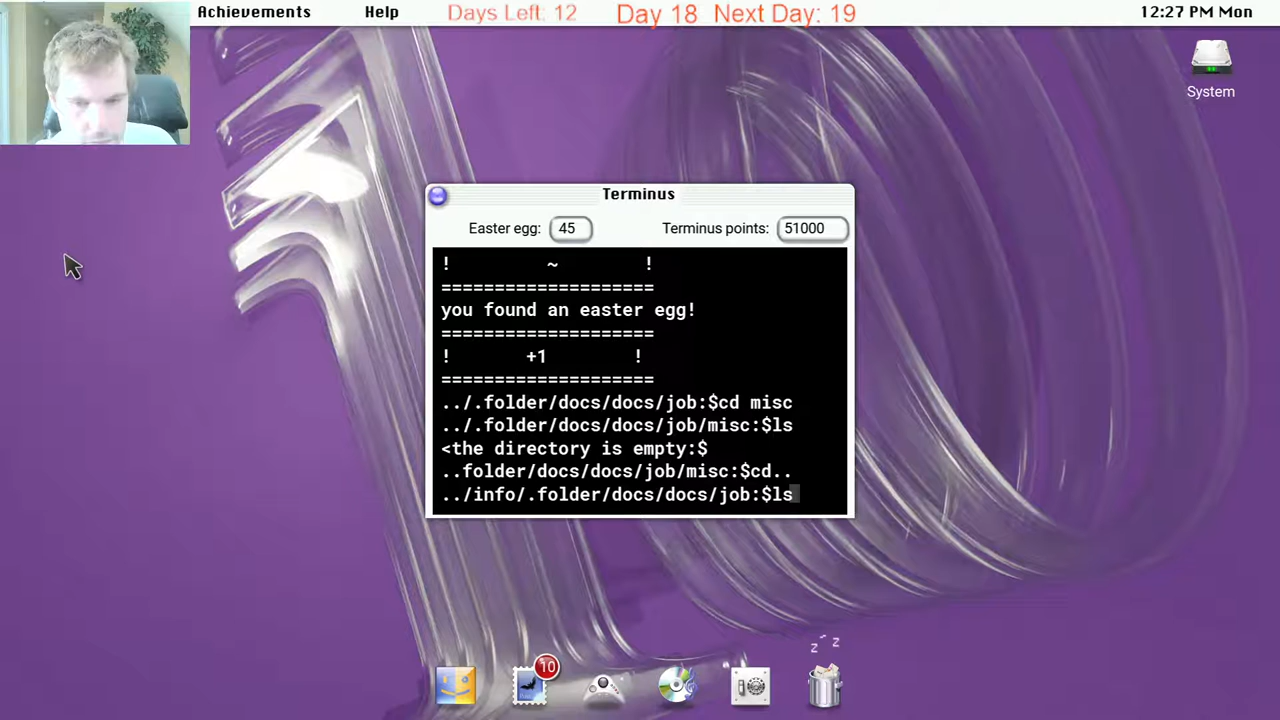 Achievements Help Days Left: 12 Day 18 Next Day: 19 12:27 PM Mon
System
Terminus
Easter egg: 45 Terminus points: 51000
! ~ !
====================
you found an easter egg!
====================
! +1 !
====================
../.folder/docs/docs/job:$cd misc
../.folder/docs/docs/job/misc:$ls
<the directory is empty:$
..folder/docs/docs/job/misc:$cd..
../info/.folder/docs/docs/job:$ls
z z
z
10